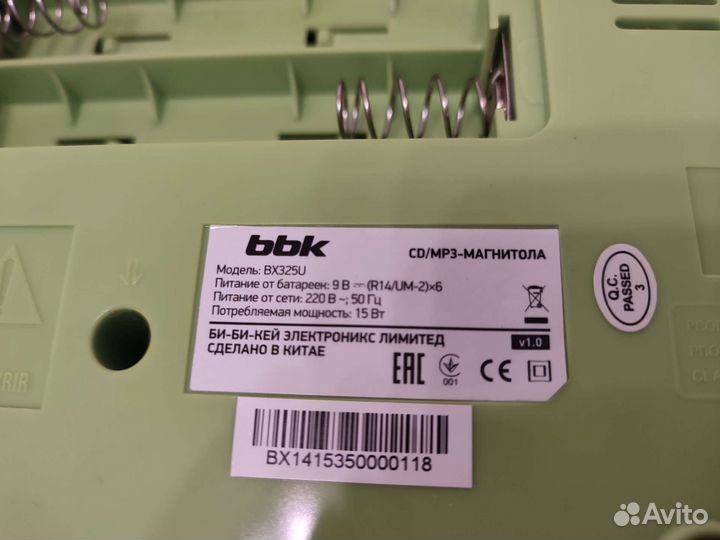 bbk
CD/MP3-МАГНИТОЛА
Модель: BX325U
Питание от батареек: 9 В (R14/UM-2)×6
Питание от сети: 220 В ~; 50 Гц
Потребляемая мощность: 15 Вт
БИ-БИ-КЕЙ ЭЛЕКТРОНИКС ЛИМИТЕД
СДЕЛАНО В КИТАЕ
v1.0
EAC
001
CE
BX1415350000118
Q.C.
PASSED
3
Avito